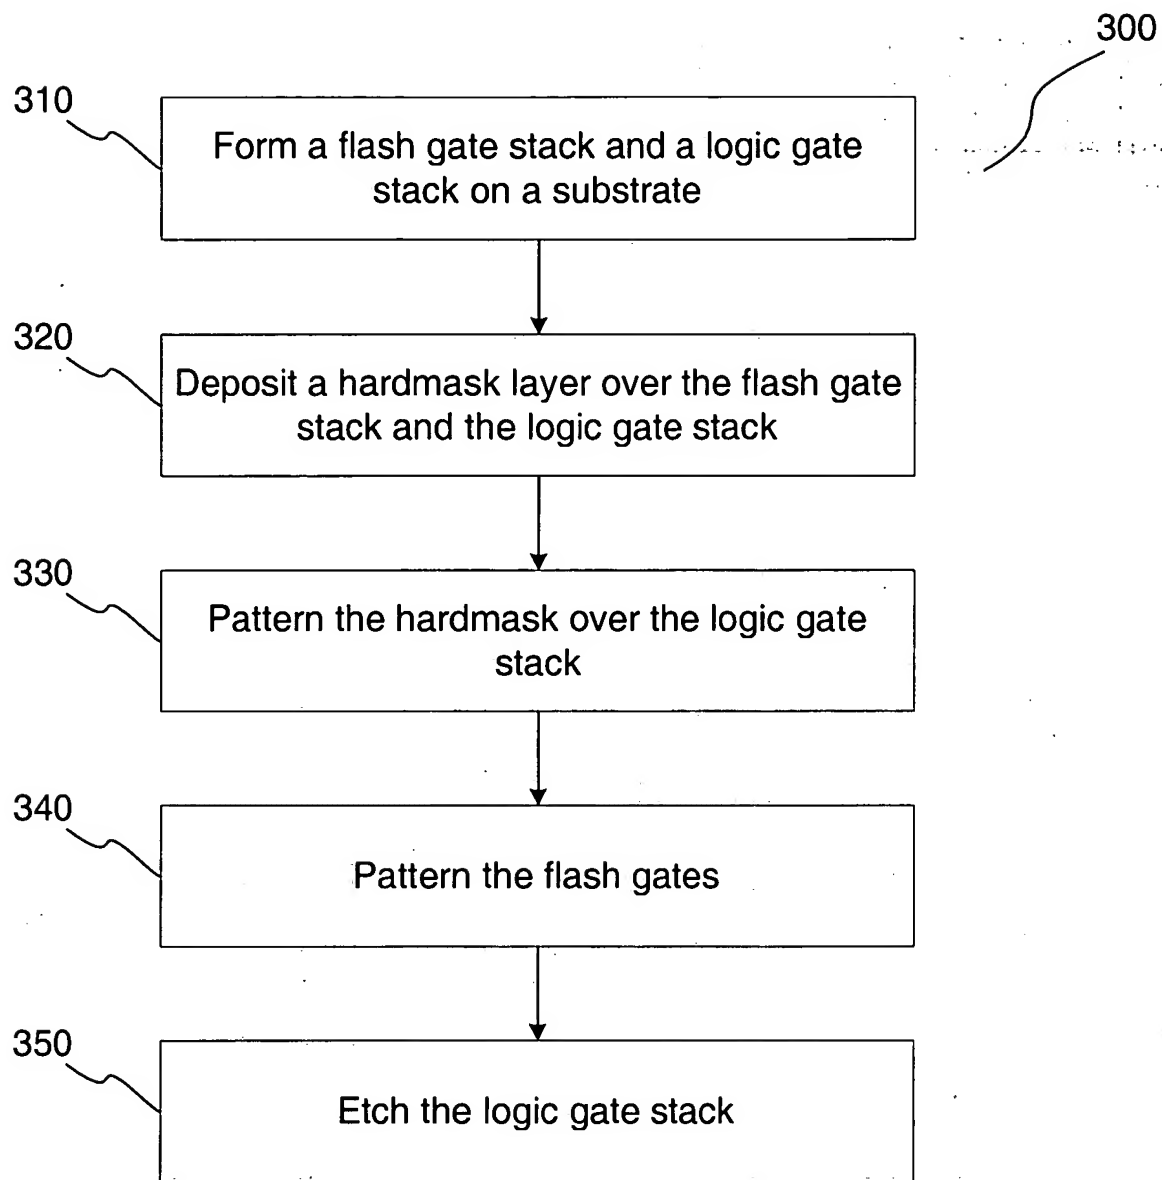 300
310
Form a flash gate stack and a logic gate
stack on a substrate
320
Deposit a hardmask layer over the flash gate
stack and the logic gate stack
330
Pattern the hardmask over the logic gate
stack
340
Pattern the flash gates
350
Etch the logic gate stack